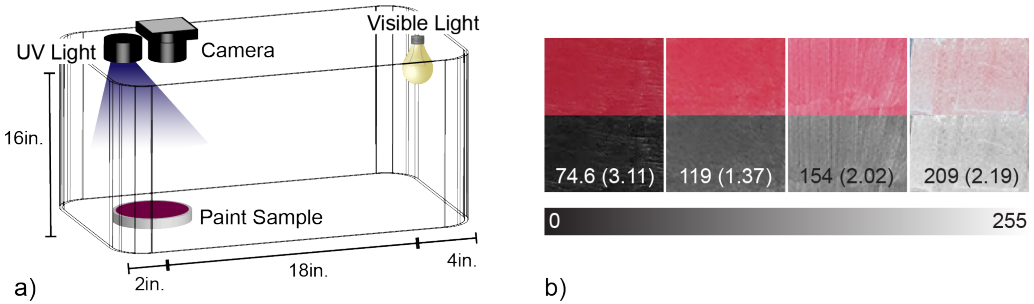 Visible Light
UV Light
Camera
16in.
Paint Sample
2in.
18in.
4in.
a)
74.6 (3.11)
119 (1.37)
154 (2.02)
209 (2.19)
0
255
b)